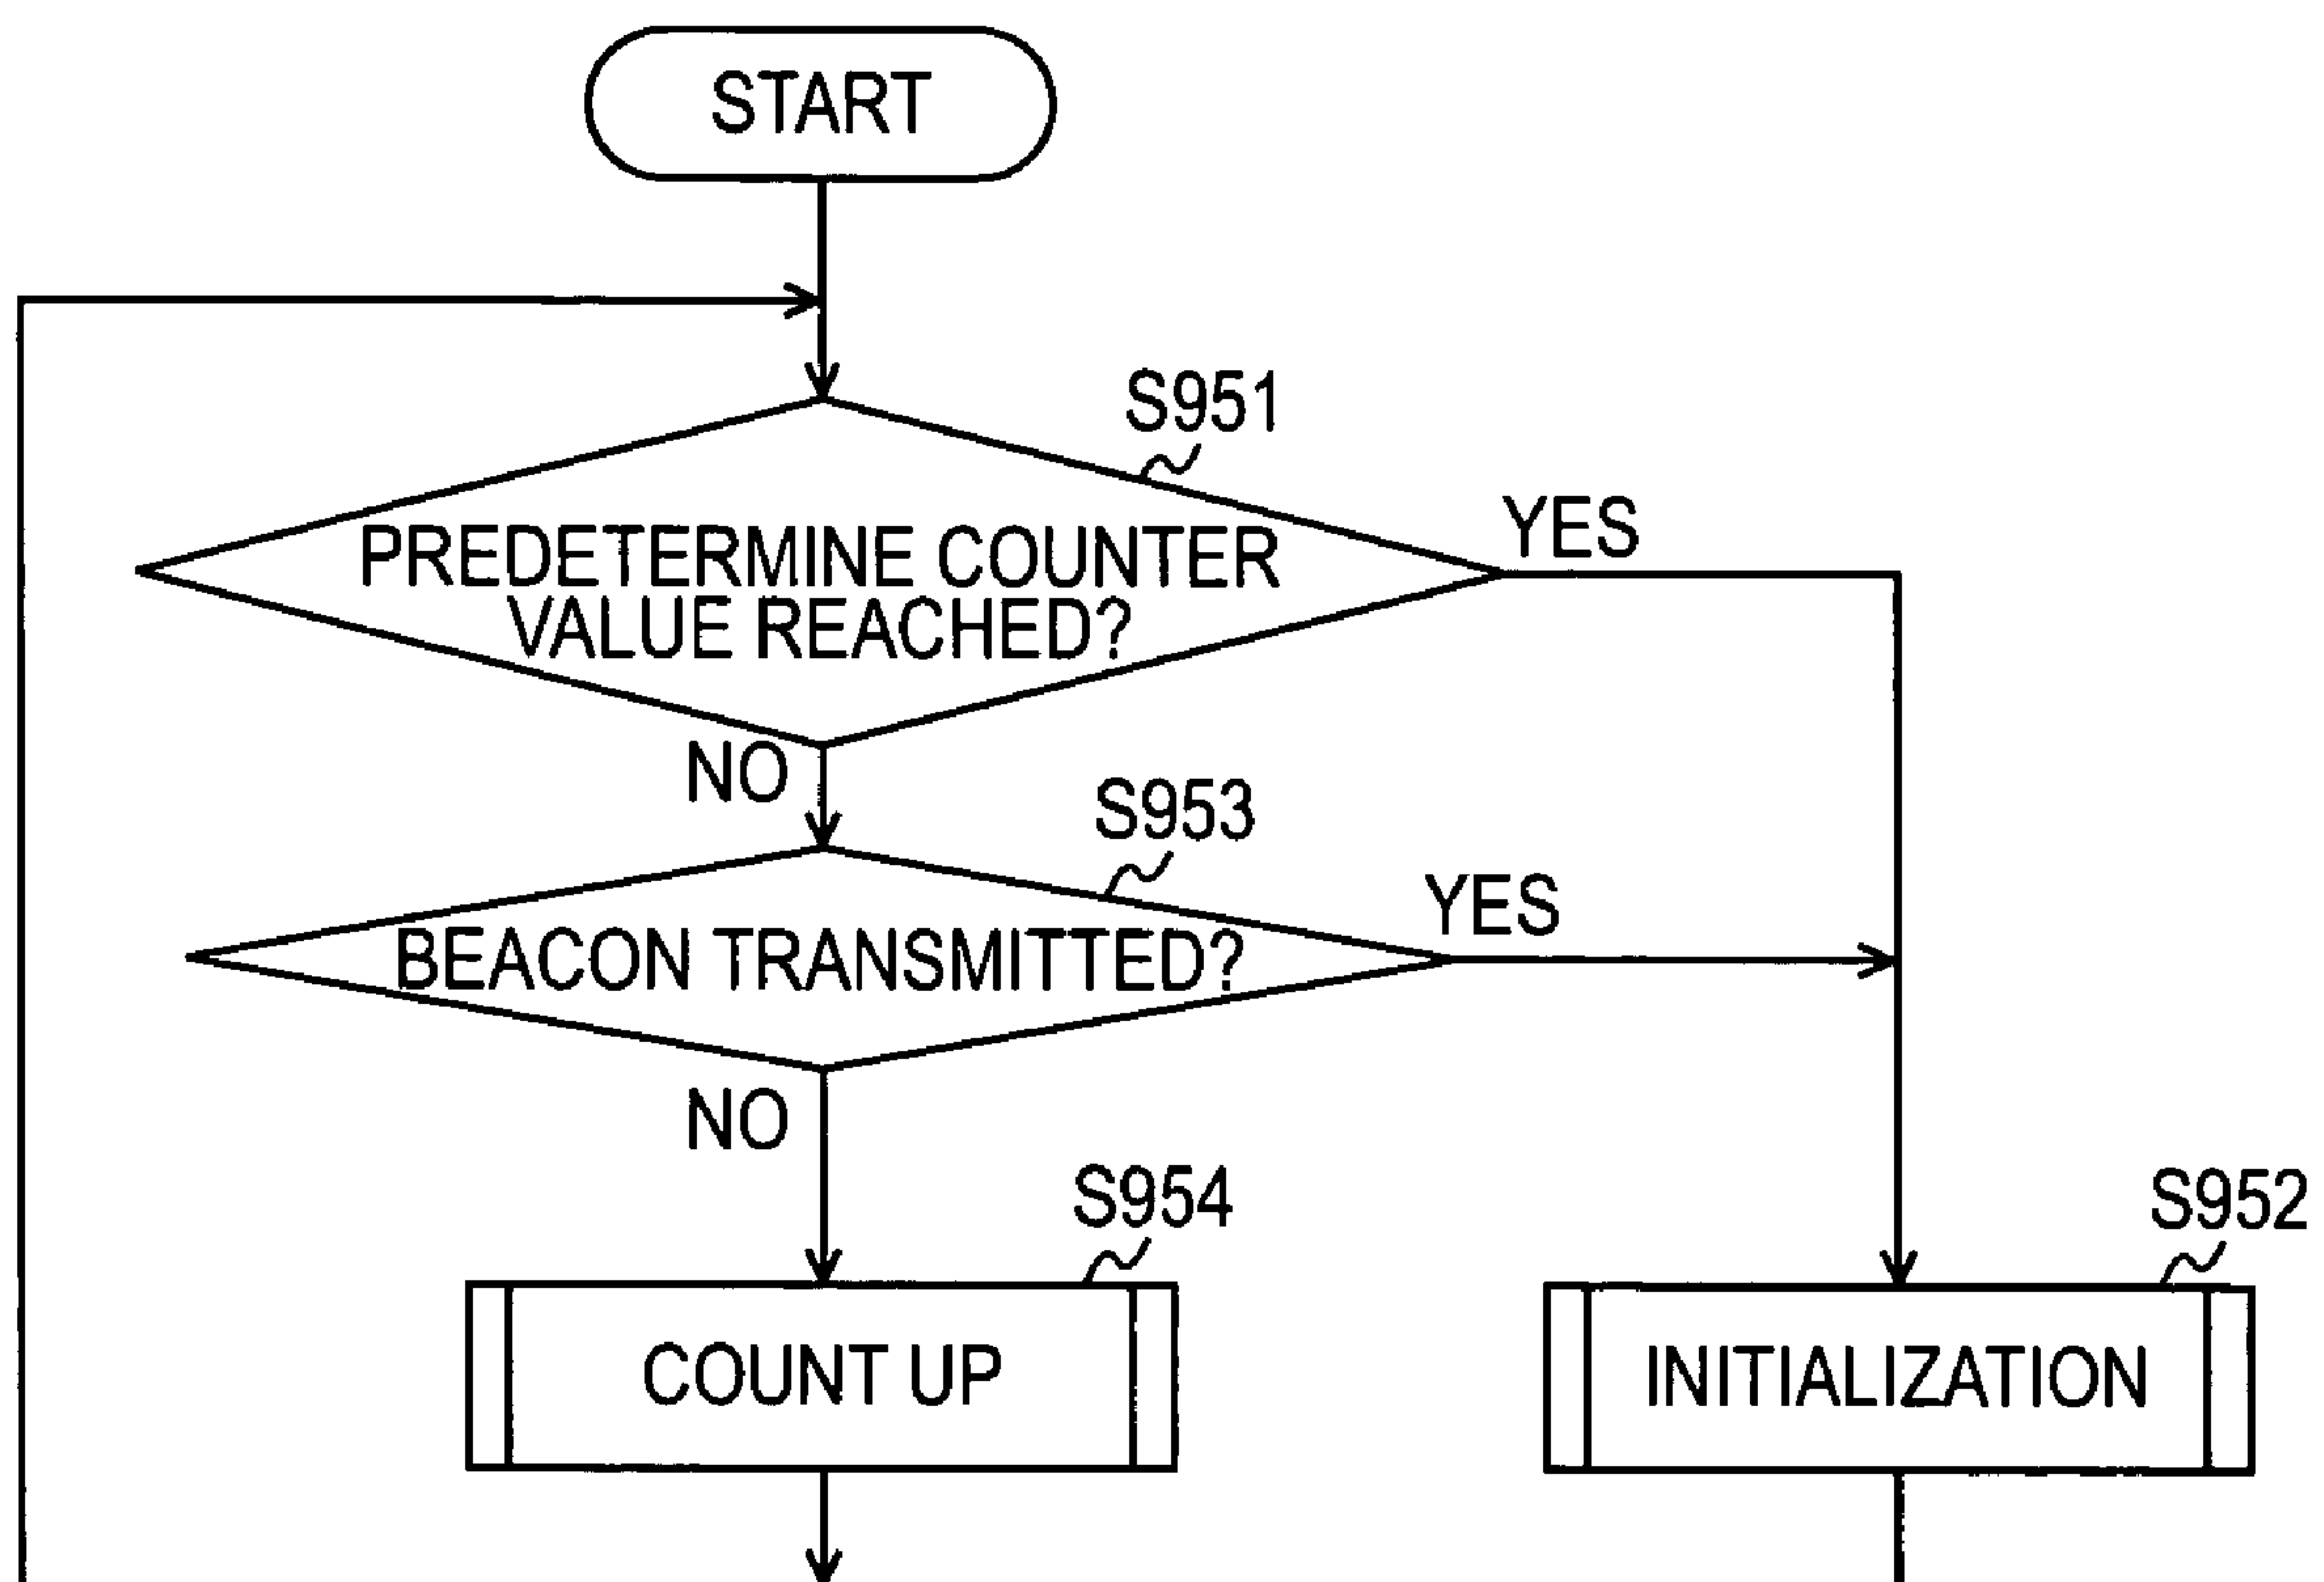 START
S951
PREDETERMINE COUNTER
VALUE REACHED?
YES
NO
S953
BEACON TRANSMITTED?
YES
NO
S954
COUNT UP
S952
INITIALIZATION